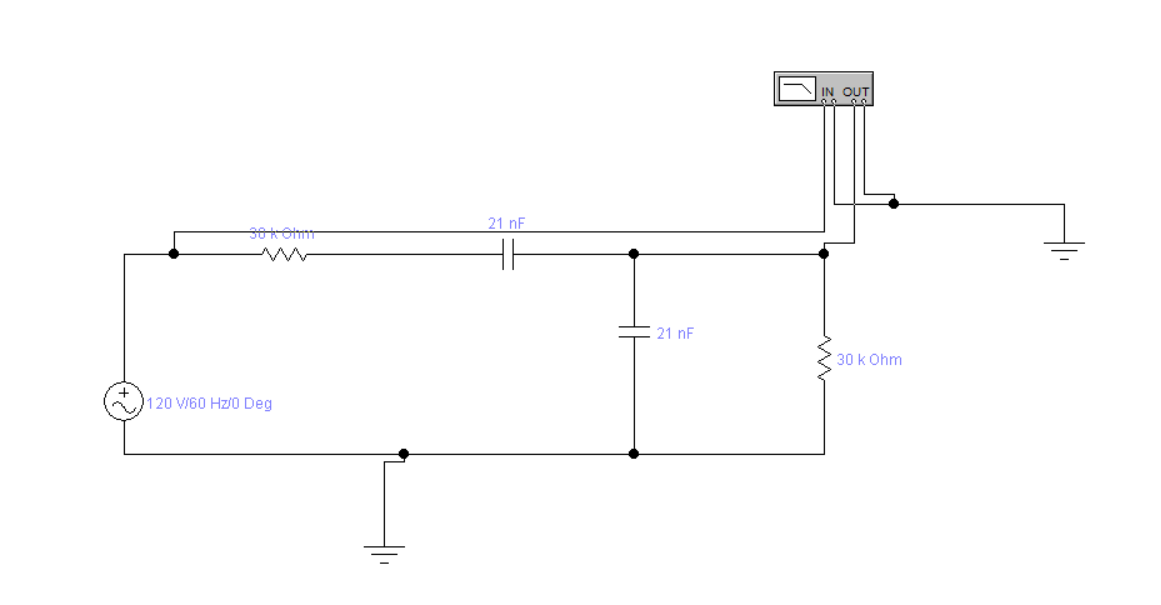 IN OUT
21 nF
30 k Ohm
21 nF
30 k Ohm
120 V/60 Hz/0 Deg